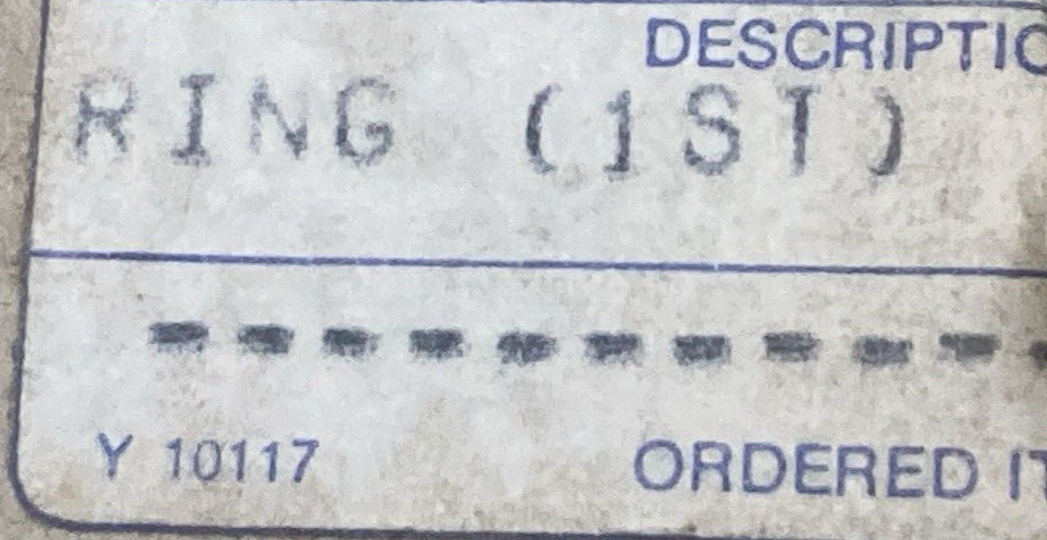 DESCRIPTIO
RING (1ST)
- - - - - - - - - - -
Y 10117 ORDERED IT